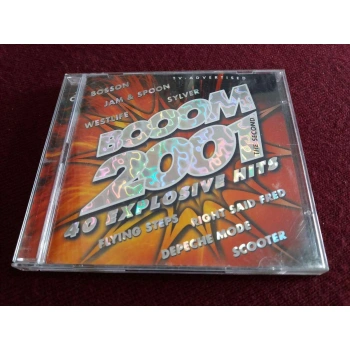 TV-ADVERTISED
BOSSON
JAM & SPOON
SYLVER
WESTLIFE
BOOOM
2001
THE SECOND
40 EXPLOSIVE HITS
FLYING STEPS
RIGHT SAID FRED
DEPECHE MODE
SCOOTER